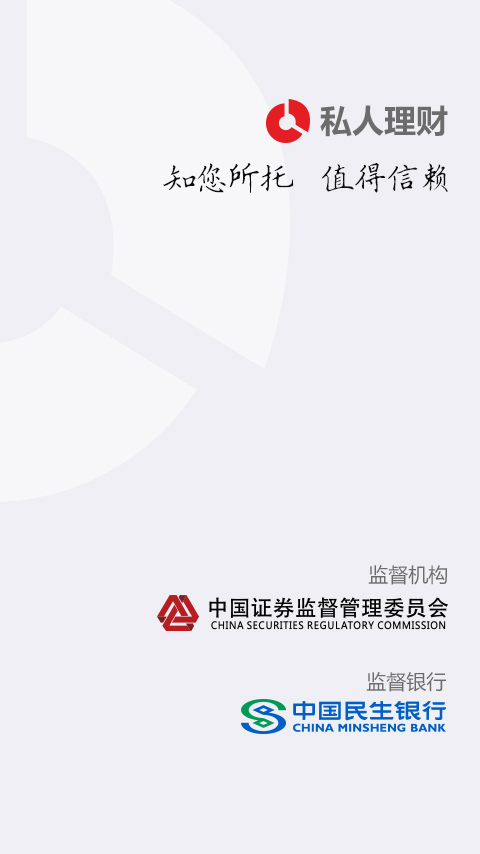 私人理财
知您所托 值得信赖
监督机构
中国证券监督管理委员会
CHINA SECURITIES REGULATORY COMMISSION
监督银行
中国民生银行
CHINA MINSHENG BANK